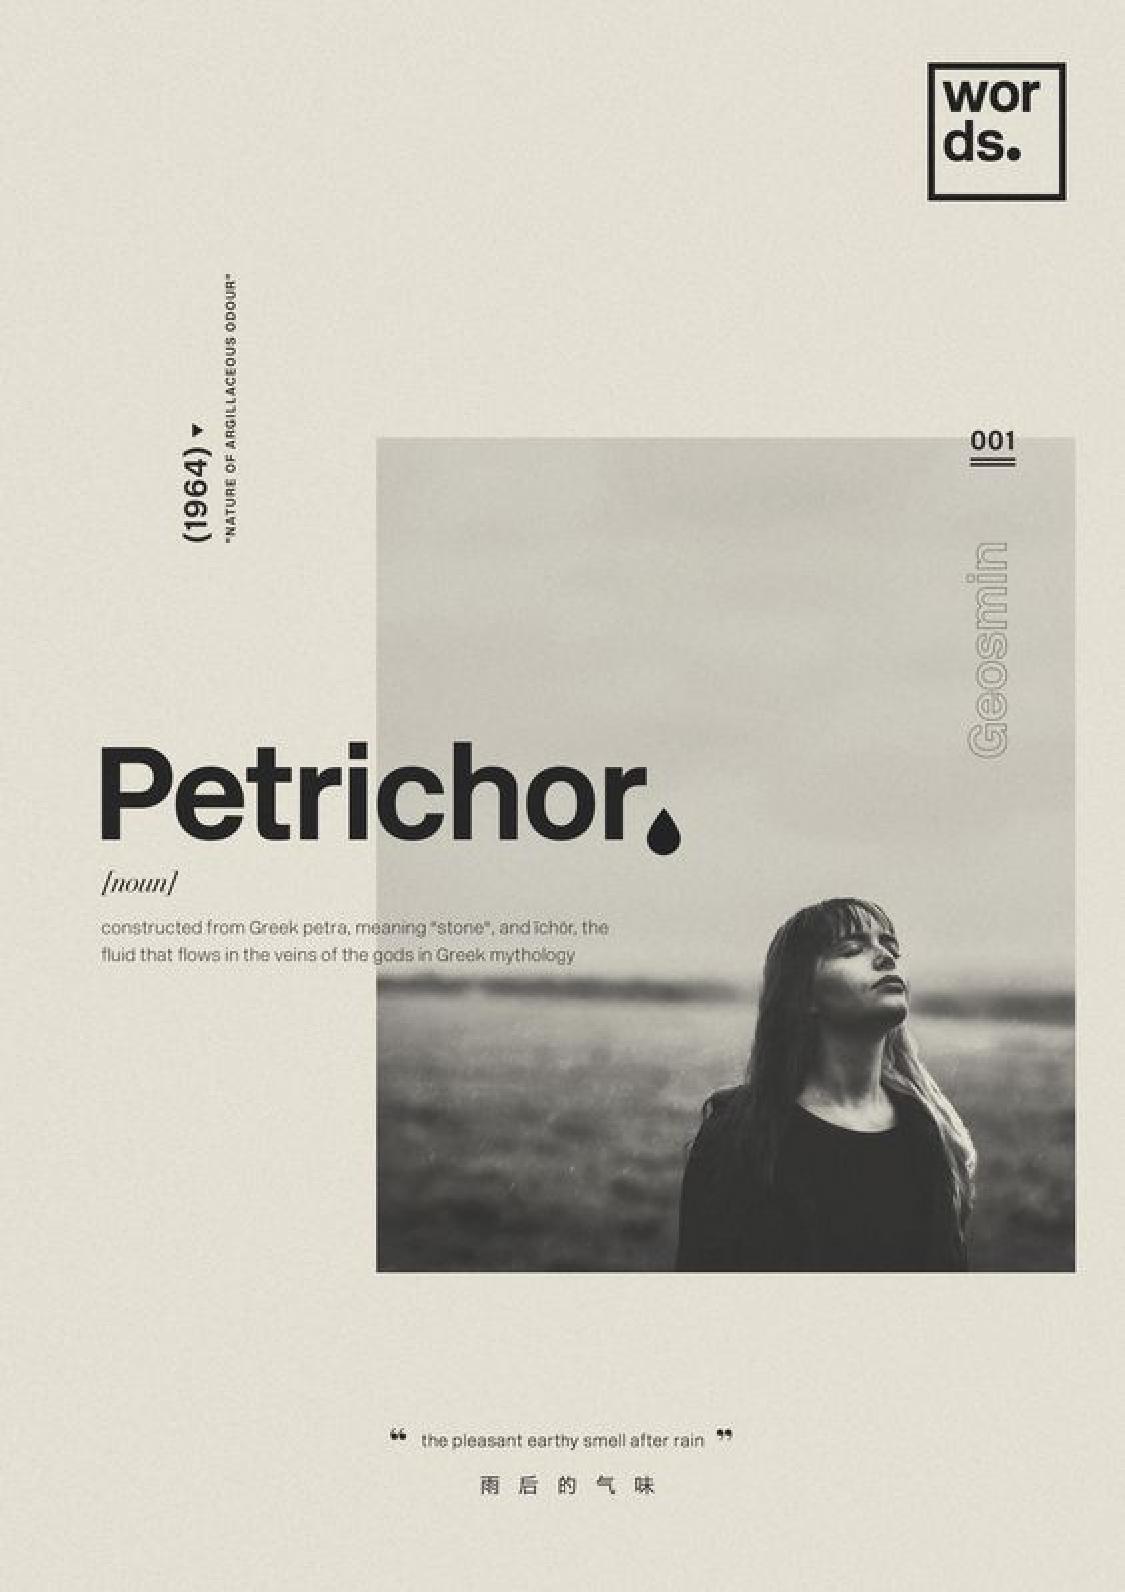 wor
ds.
(1964) ▼
"NATURE OF ARGILLACEOUS ODOUR"
001
Geosmin
Petrichor
[noun]
constructed from Greek petra, meaning "stone", and īchōr, the
fluid that flows in the veins of the gods in Greek mythology
❝ the pleasant earthy smell after rain ❞
雨后的气味